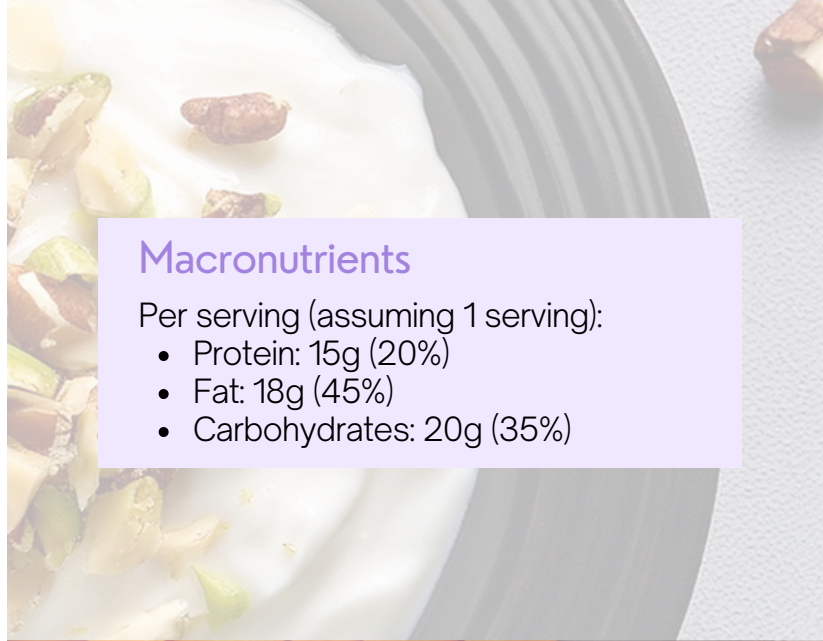 Macronutrients
Per serving (assuming 1 serving):
• Protein: 15g (20%)
• Fat: 18g (45%)
• Carbohydrates: 20g (35%)